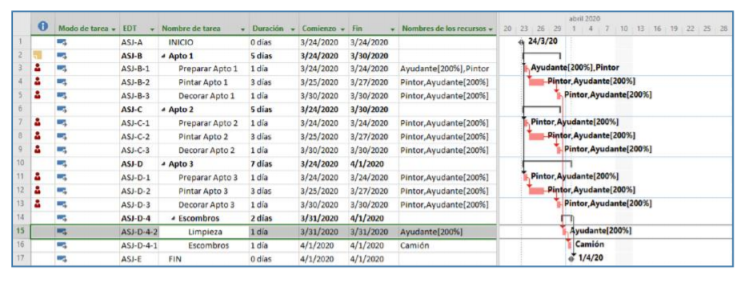 abril 2020
Modo de tarea EDT Nombre de tarea Duración Comienzo Fin Nombres de los recursos 20 23 26 29 1 4 7 10 13 16 19 22 25 28
1 ASJ-A INICIO 0 días 3/24/2020 3/24/2020 24/3/20
2 ASJ-B Apto 1 5 días 3/24/2020 3/30/2020
3 ASJ-B-1 Preparar Apto 1 1 día 3/24/2020 3/24/2020 Ayudante[200%],Pintor Ayudante[200%],Pintor
4 ASJ-B-2 Pintar Apto 1 3 días 3/25/2020 3/27/2020 Pintor,Ayudante[200%] Pintor,Ayudante[200%]
5 ASJ-B-3 Decorar Apto 1 1 día 3/30/2020 3/30/2020 Pintor,Ayudante[200%] Pintor,Ayudante[200%]
6 ASJ-C Apto 2 5 días 3/24/2020 3/30/2020
7 ASJ-C-1 Preparar Apto 2 1 día 3/24/2020 3/24/2020 Pintor,Ayudante[200%] Pintor,Ayudante[200%]
8 ASJ-C-2 Pintar Apto 2 3 días 3/25/2020 3/27/2020 Pintor,Ayudante[200%] Pintor,Ayudante[200%]
9 ASJ-C-3 Decorar Apto 2 1 día 3/30/2020 3/30/2020 Pintor,Ayudante[200%] Pintor,Ayudante[200%]
10 ASJ-D Apto 3 7 días 3/24/2020 4/1/2020
11 ASJ-D-1 Preparar Apto 3 1 día 3/24/2020 3/24/2020 Pintor,Ayudante[200%] Pintor,Ayudante[200%]
12 ASJ-D-2 Pintar Apto 3 3 días 3/25/2020 3/27/2020 Pintor,Ayudante[200%] Pintor,Ayudante[200%]
13 ASJ-D-3 Decorar Apto 3 1 día 3/30/2020 3/30/2020 Pintor,Ayudante[200%] Pintor,Ayudante[200%]
14 ASJ-D-4 Escombros 2 días 3/31/2020 4/1/2020
15 ASJ-D-4-2 Limpieza 1 día 3/31/2020 3/31/2020 Ayudante[200%] Ayudante[200%]
16 ASJ-D-4-1 Escombros 1 día 4/1/2020 4/1/2020 Camión Camión
17 ASJ-E FIN 0 días 4/1/2020 4/1/2020 1/4/20